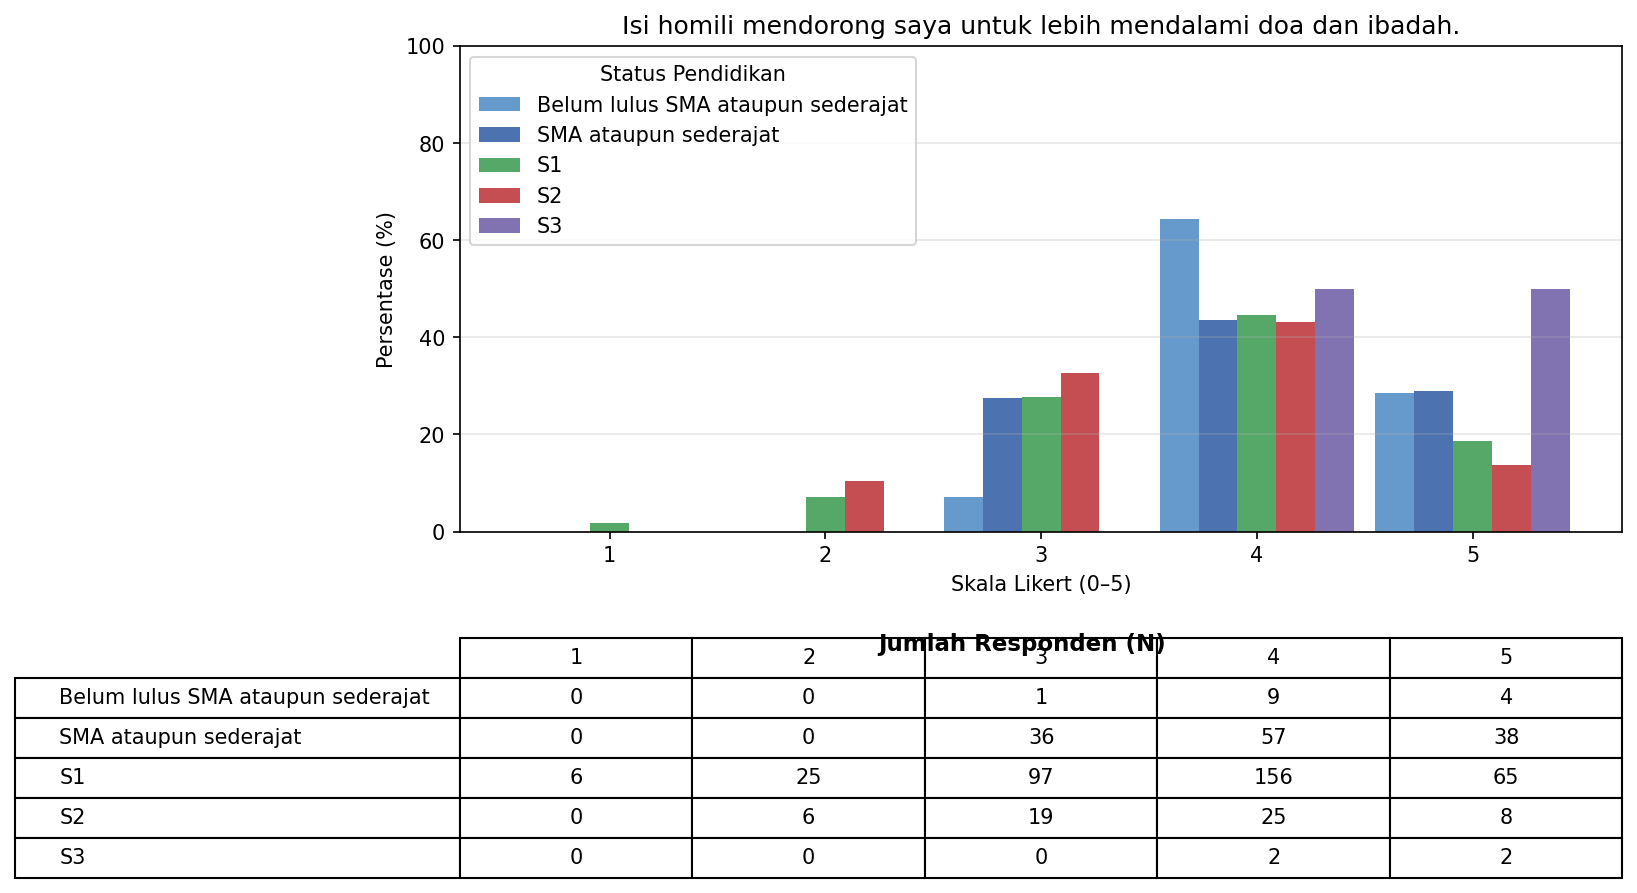 Isi homili mendorong saya untuk lebih mendalami doa dan ibadah.
100
80
60
40
20
0
Persentase (%)
Status Pendidikan
Belum lulus SMA ataupun sederajat
SMA ataupun sederajat
S1
S2
S3
1 2 3 4 5
Skala Likert (0–5)
Jumlah Responden (N)
1 2 3 4 5
Belum lulus SMA ataupun sederajat 0 0 1 9 4
SMA ataupun sederajat 0 0 36 57 38
S1 6 25 97 156 65
S2 0 6 19 25 8
S3 0 0 0 2 2